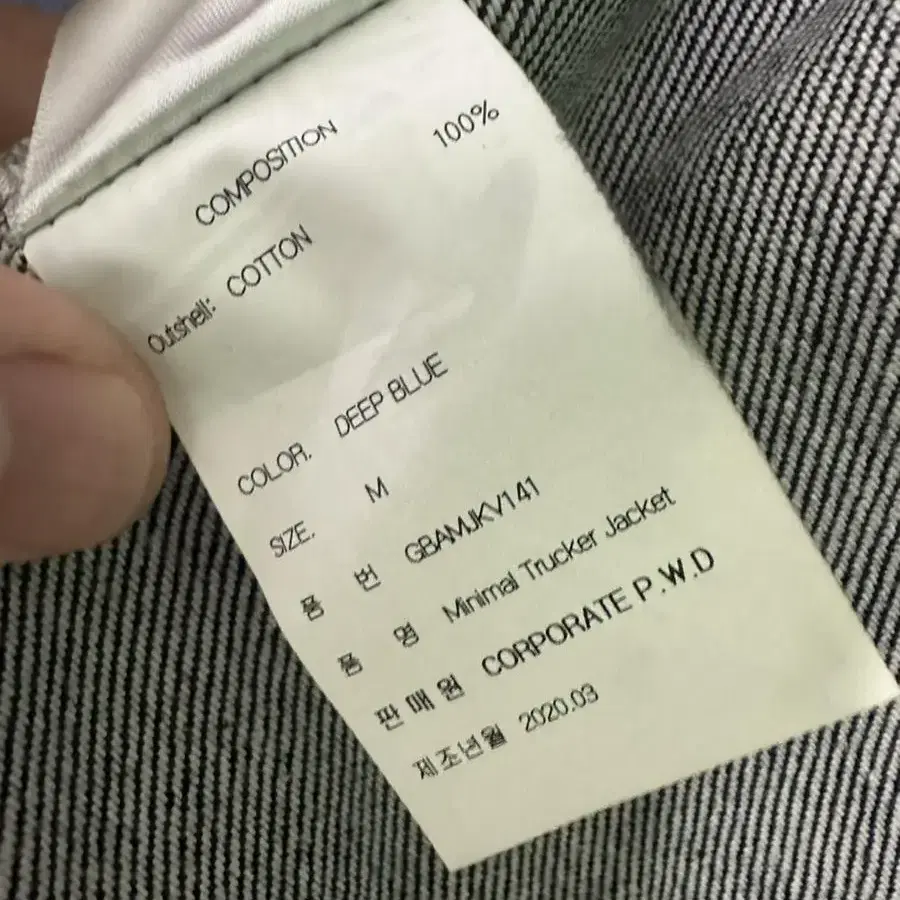 COMPOSITION
Outshell: COTTON 100%
COLOR. DEEP BLUE
SIZE. M
품 번 GBAMJKV141
품 명 Minimal Trucker Jacket
판 매 원 CORPORATE P.W.D
제조년월 2020.03